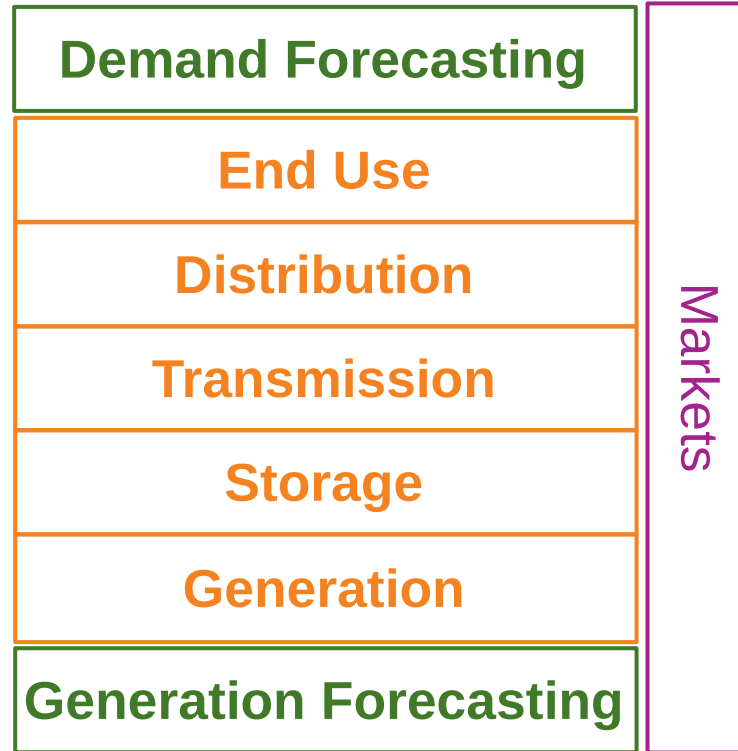 Demand Forecasting
End Use
Distribution
Transmission
Storage
Generation
Generation Forecasting
Markets